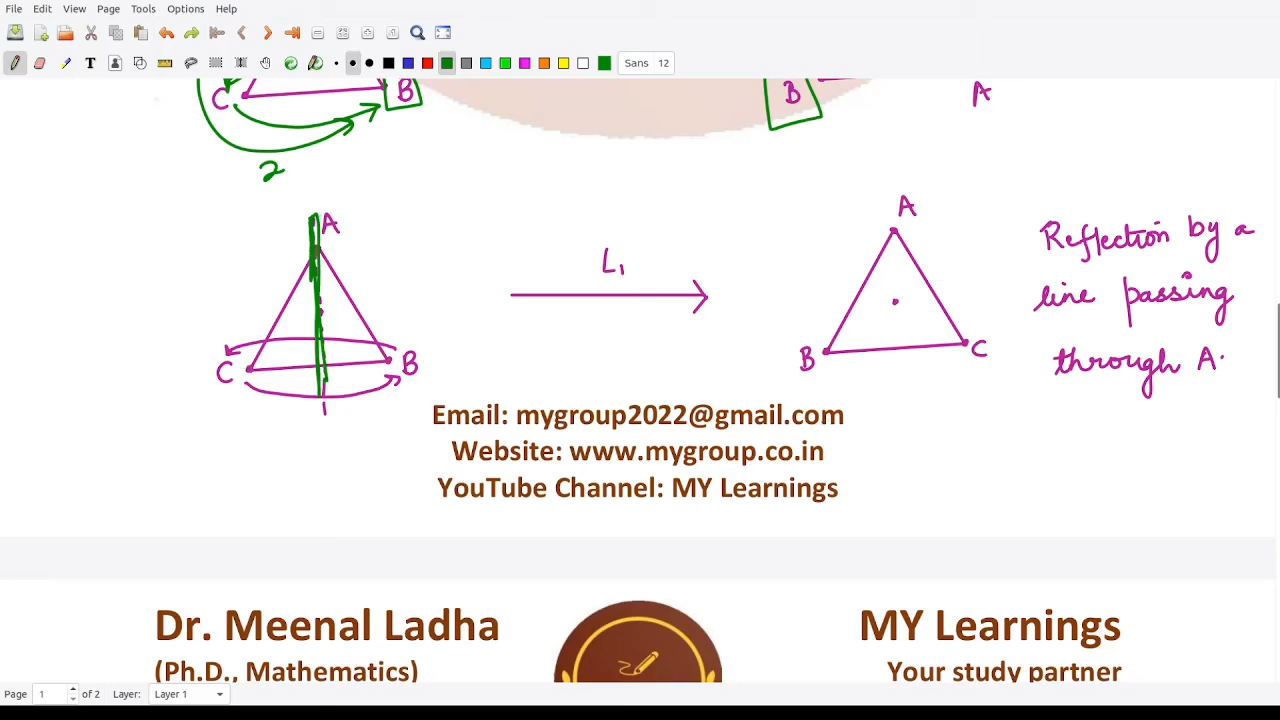 File Edit View Page Tools Options Help
T
Sans 12
C B
B A
2
A
C B
L₁
A
B C
Reflection by a
line passing
through A.
Email: mygroup2022@gmail.com
Website: www.mygroup.co.in
YouTube Channel: MY Learnings
Dr. Meenal Ladha
(Ph.D., Mathematics)
MY Learnings
Your study partner
Page 1 of 2 Layer: Layer 1